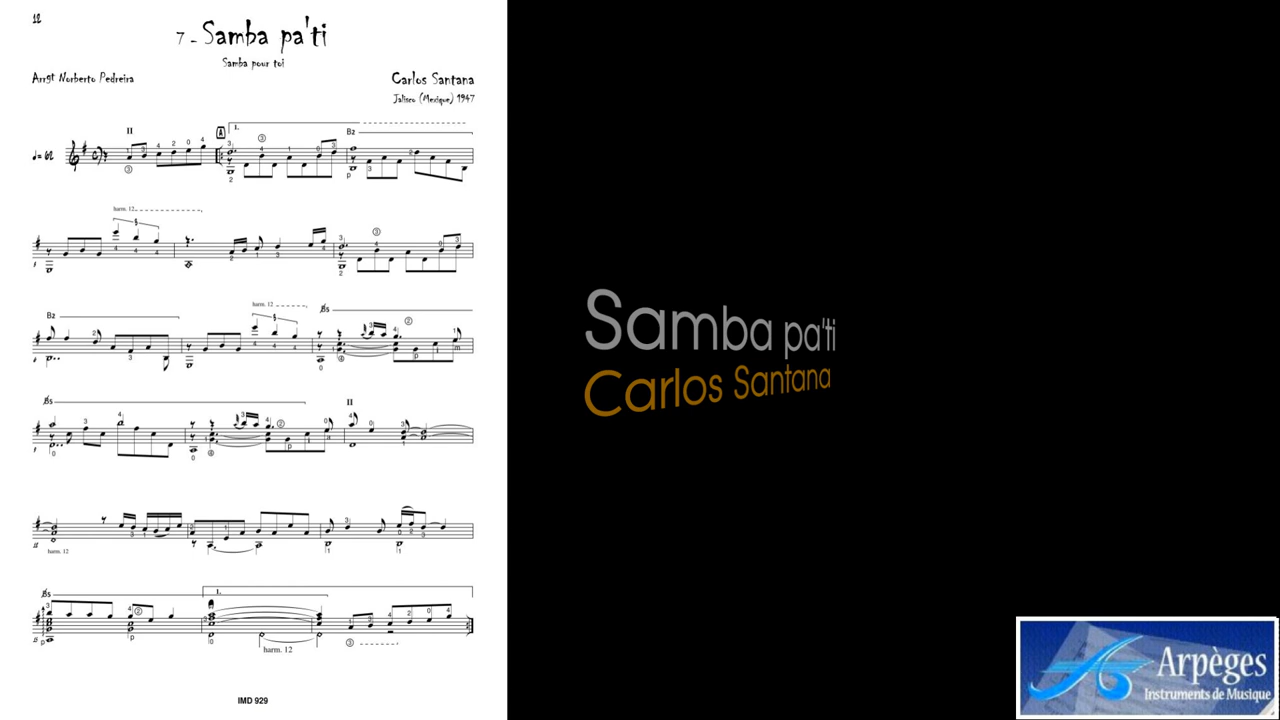 12
7 - Samba pa'ti
Samba pour toi
Arrgt Norberto Pedreira
Carlos Santana
Jalisco (Mexique) 1947
II
A
1.
B2
♩= 62
harm. 12
B2
harm. 12
B5
B5
II
harm. 12
B5
1.
harm. 12
IMD 929
Samba pa'ti
Carlos Santana
Arpèges
Instruments de Musique